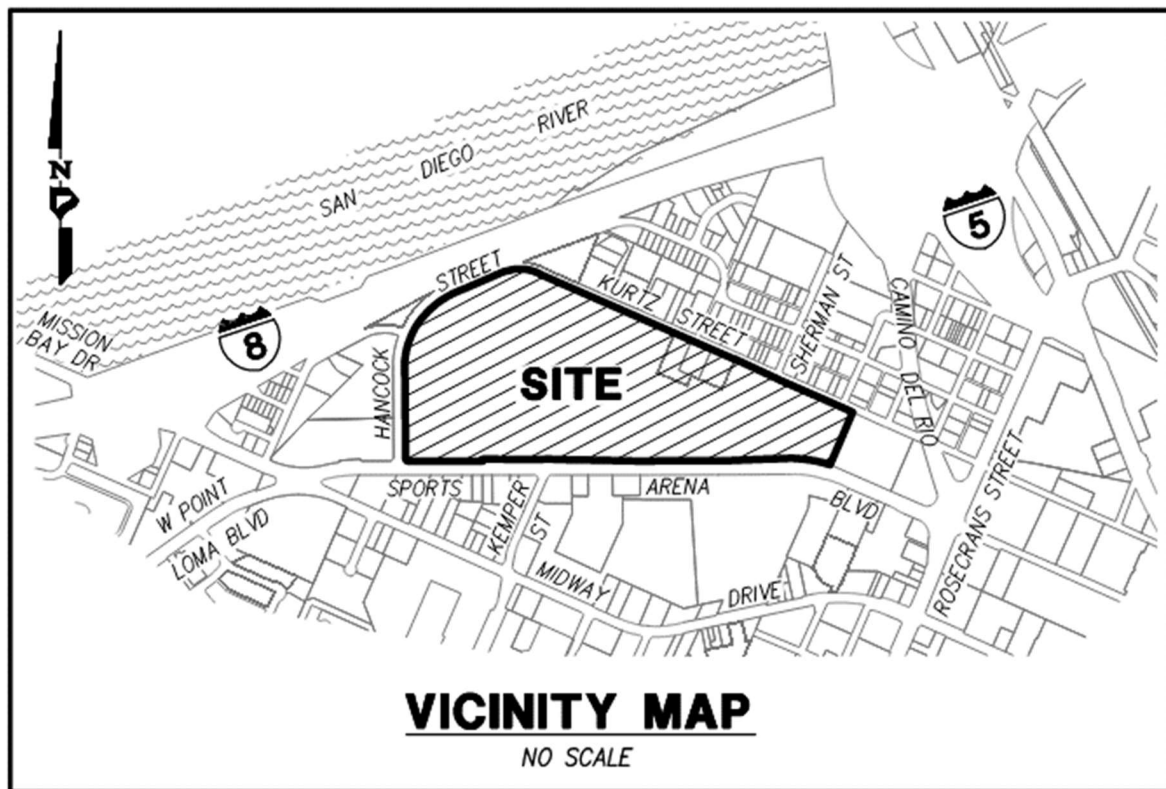 N
SAN DIEGO RIVER
5
STREET
KURTZ STREET
SHERMAN ST
CAMINO DEL RIO
MISSION
BAY DR
8
HANCOCK
SITE
ROSECRANS STREET
SPORTS ARENA BLVD
W POINT
LOMA BLVD
KEMPER
ST
MIDWAY DRIVE
VICINITY MAP
NO SCALE